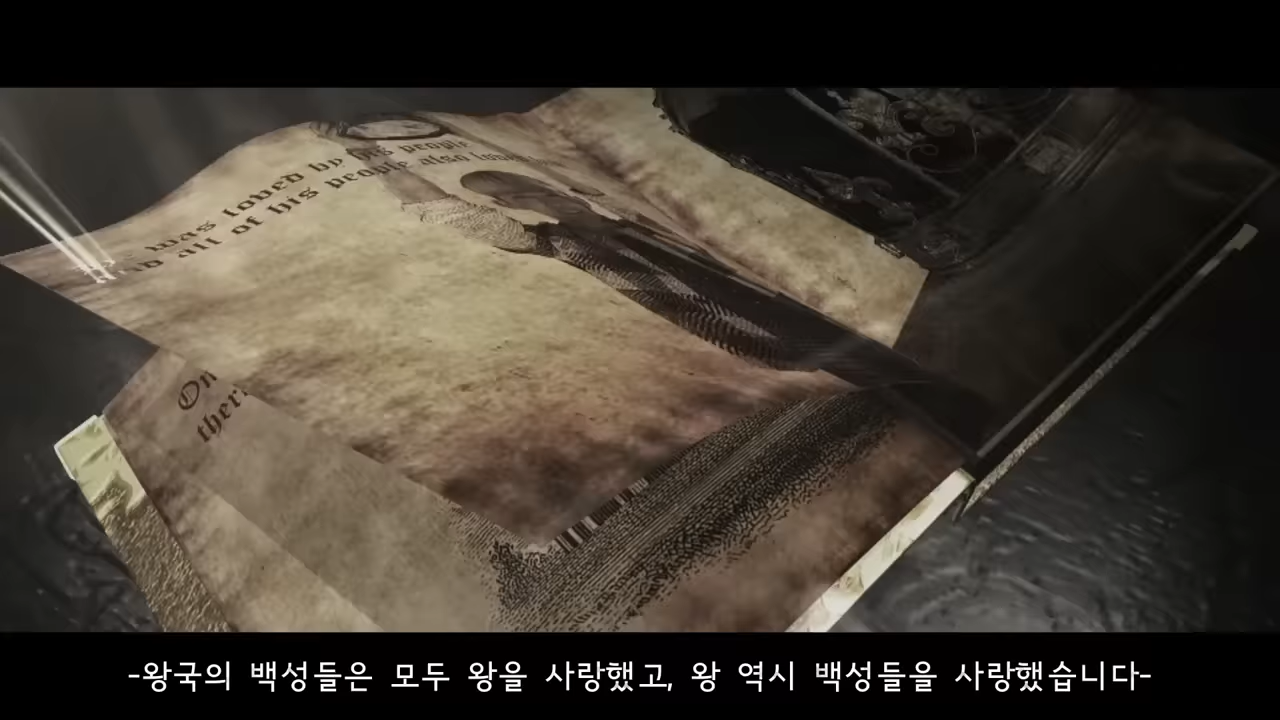 was loved by his people
all of his people also
On
-왕국의 백성들은 모두 왕을 사랑했고, 왕 역시 백성들을 사랑했습니다-